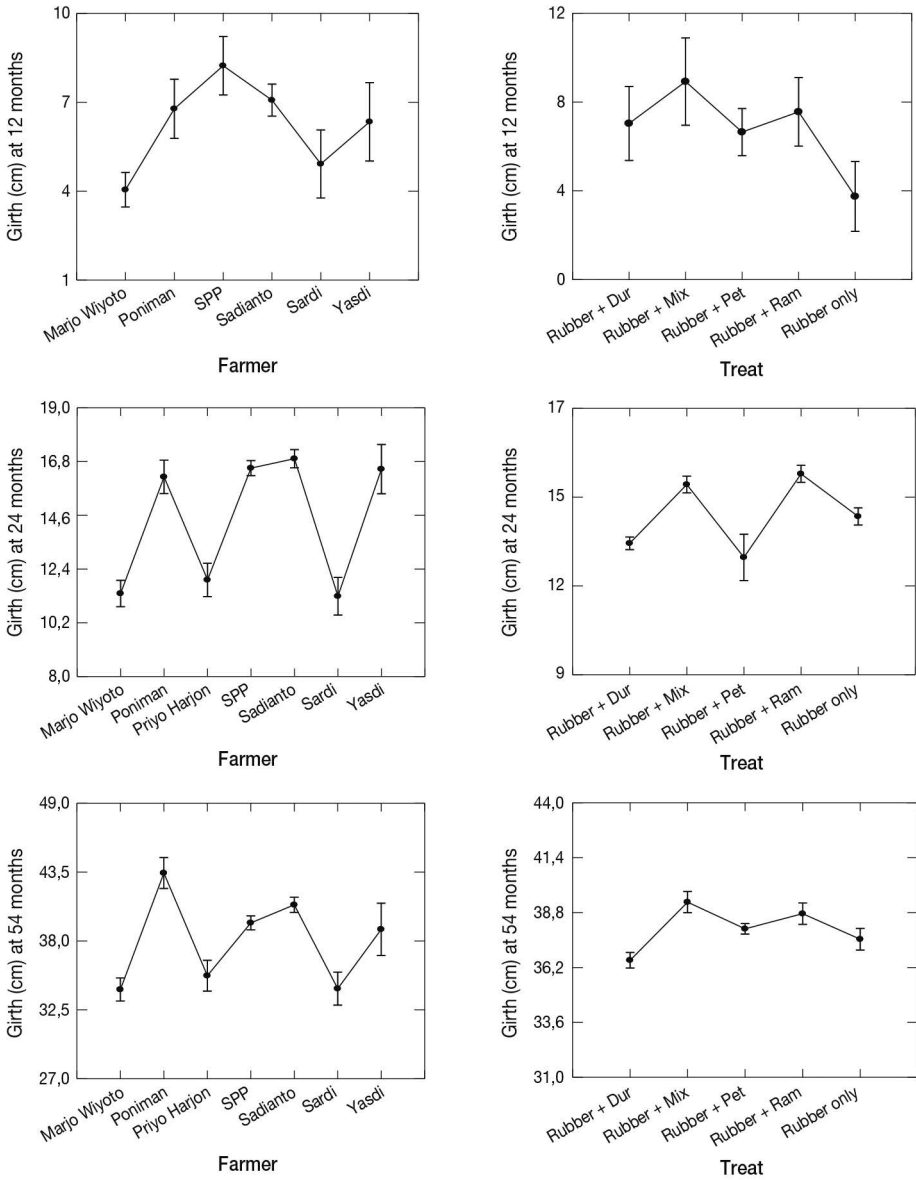 Girth (cm) at 12 months
10
7
4
1
Marjo Wiyoto
Poniman
SPP
Sadianto
Sardi
Yasdi
Farmer
Girth (cm) at 12 months
12
8
4
0
Rubber + Dur
Rubber + Mix
Rubber + Pet
Rubber + Ram
Rubber only
Treat
Girth (cm) at 24 months
19,0
16,8
14,6
12,4
10,2
8,0
Marjo Wiyoto
Poniman
Priyo Harjon
SPP
Sadianto
Sardi
Yasdi
Farmer
Girth (cm) at 24 months
17
15
13
11
9
Rubber + Dur
Rubber + Mix
Rubber + Pet
Rubber + Ram
Rubber only
Treat
Girth (cm) at 54 months
49,0
43,5
38,0
32,5
27,0
Marjo Wiyoto
Poniman
Priyo Harjon
SPP
Sadianto
Sardi
Yasdi
Farmer
Girth (cm) at 54 months
44,0
41,4
38,8
36,2
33,6
31,0
Rubber + Dur
Rubber + Mix
Rubber + Pet
Rubber + Ram
Rubber only
Treat